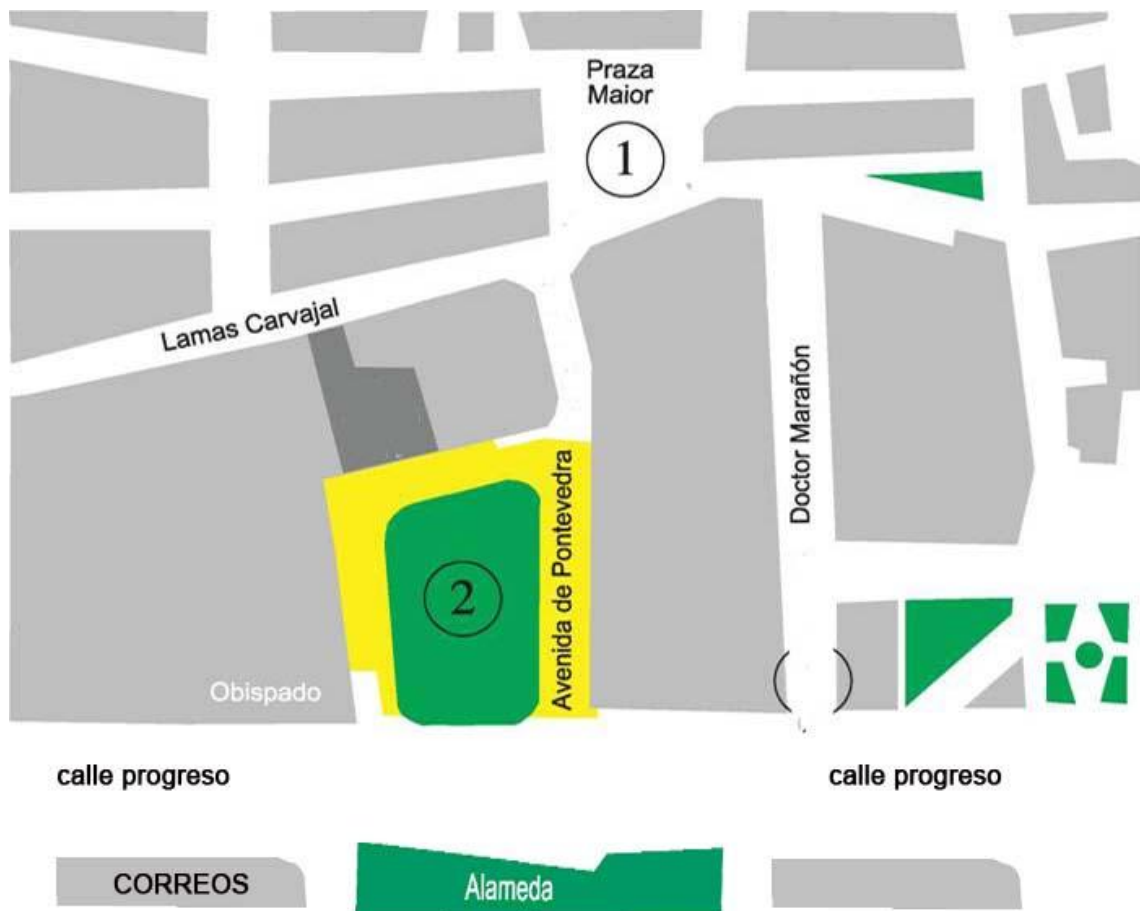 Praza
Maior
1
Lamas Carvajal
Doctor Marañón
Avenida de Pontevedra
2
Obispado
calle progreso
calle progreso
CORREOS
Alameda